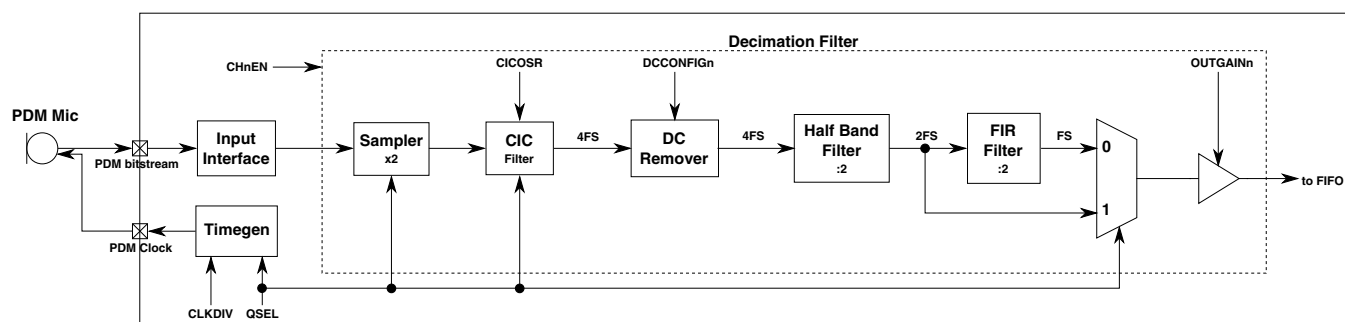 Decimation Filter
CHnEN
CICOSR
DCCONFIGn
OUTGAINn
PDM Mic
PDM bitstream
Input
Interface
Sampler
x2
CIC
Filter
4FS
DC
Remover
4FS
Half Band
Filter
:2
2FS
FIR
Filter
:2
FS
0
1
to FIFO
PDM Clock
Timegen
CLKDIV
QSEL